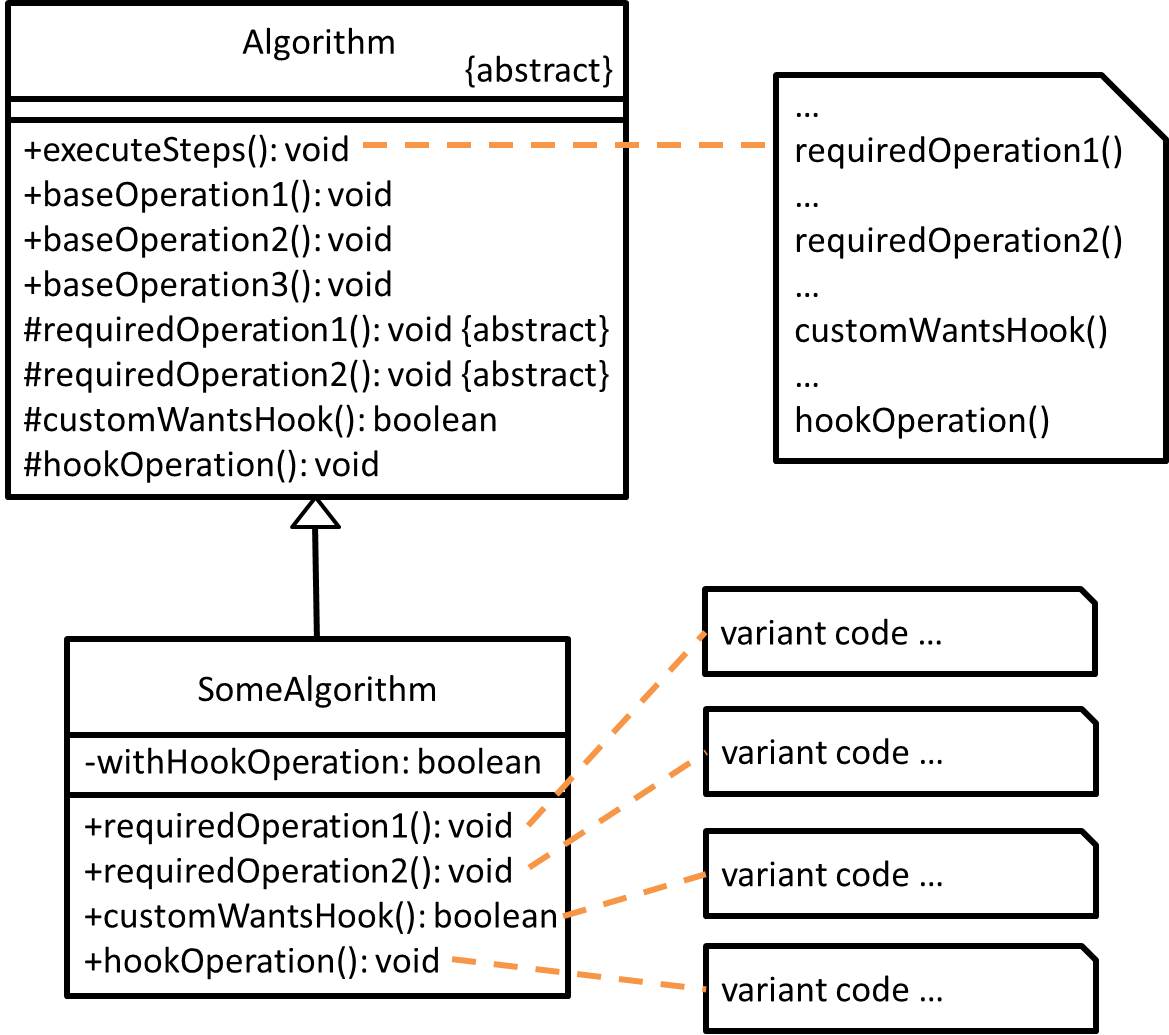 Algorithm
{abstract}
+executeSteps(): void
+baseOperation1(): void
+baseOperation2(): void
+baseOperation3(): void
#requiredOperation1(): void {abstract}
#requiredOperation2(): void {abstract}
#customWantsHook(): boolean
#hookOperation(): void
...
requiredOperation1()
...
requiredOperation2()
...
customWantsHook()
...
hookOperation()
SomeAlgorithm
-withHookOperation: boolean
+requiredOperation1(): void
+requiredOperation2(): void
+customWantsHook(): boolean
+hookOperation(): void
variant code ...
variant code ...
variant code ...
variant code ...